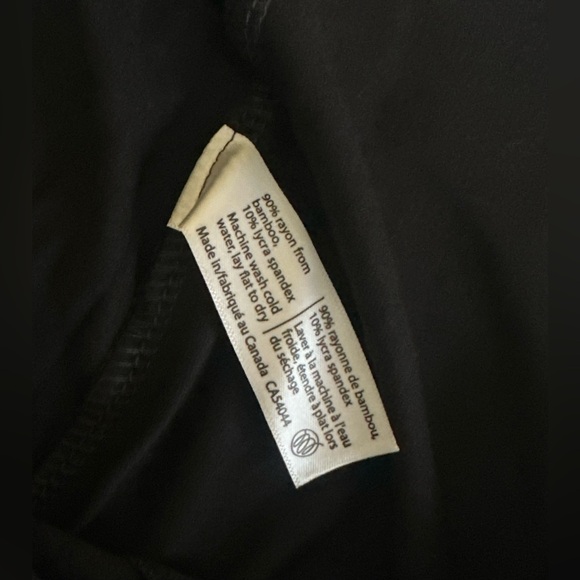 90% rayon from
bamboo,
10% lycra spandex
Machine wash cold
water, lay flat to dry
90% rayonne de bambou,
10% lycra spandex
Laver à la machine à l'eau
froide, étendre à plat lors
du séchage
Made in/fabriqué au Canada CA54044